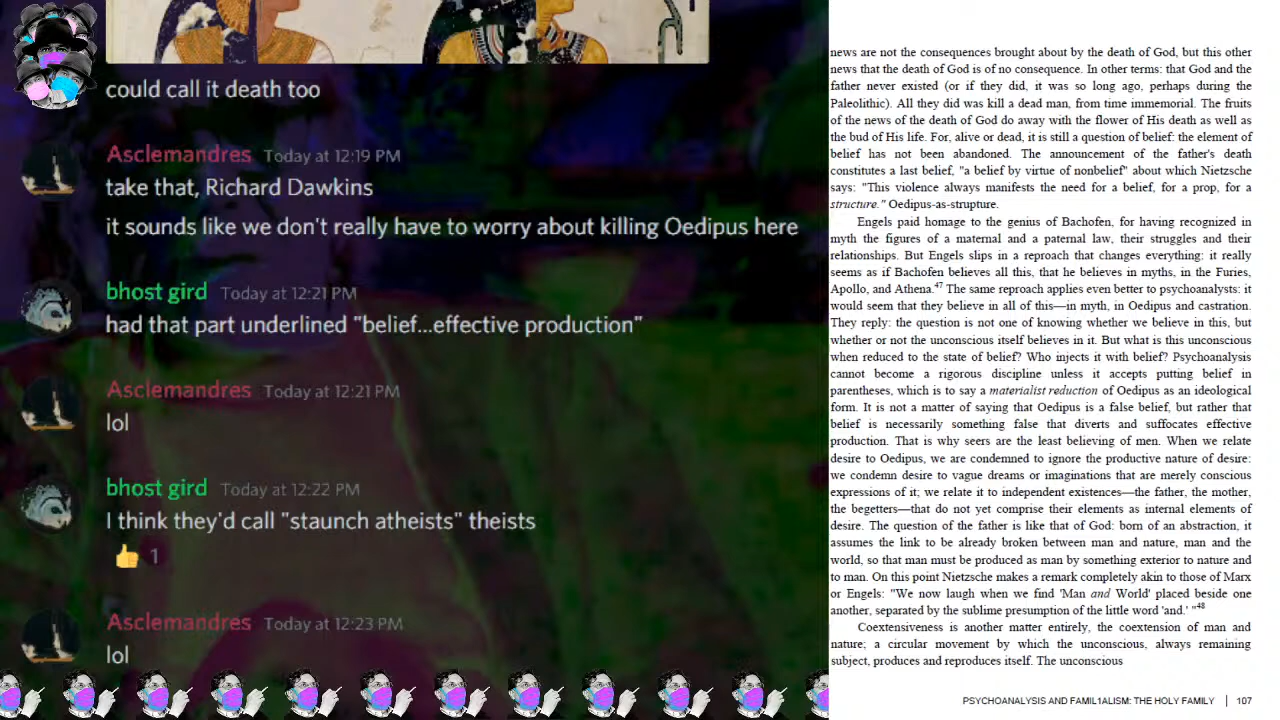 could call it death too
Asclemandres Today at 12:19 PM
take that, Richard Dawkins
it sounds like we don't really have to worry about killing Oedipus here
bhost gird Today at 12:21 PM
had that part underlined "belief...effective production"
Asclemandres Today at 12:21 PM
lol
bhost gird Today at 12:22 PM
I think they'd call "staunch atheists" theists
👍 1
Asclemandres Today at 12:23 PM
lol
news are not the consequences brought about by the death of God, but this other
news that the death of God is of no consequence. In other terms: that God and the
father never existed (or if they did, it was so long ago, perhaps during the
Paleolithic). All they did was kill a dead man, from time immemorial. The fruits
of the news of the death of God do away with the flower of His death as well as
the bud of His life. For, alive or dead, it is still a question of belief: the element of
belief has not been abandoned. The announcement of the father's death
constitutes a last belief, "a belief by virtue of nonbelief" about which Nietzsche
says: "This violence always manifests the need for a belief, for a prop, for a
structure." Oedipus-as-strupture.
Engels paid homage to the genius of Bachofen, for having recognized in
myth the figures of a maternal and a paternal law, their struggles and their
relationships. But Engels slips in a reproach that changes everything: it really
seems as if Bachofen believes all this, that he believes in myths, in the Furies,
Apollo, and Athena.47 The same reproach applies even better to psychoanalysts: it
would seem that they believe in all of this—in myth, in Oedipus and castration.
They reply: the question is not one of knowing whether we believe in this, but
whether or not the unconscious itself believes in it. But what is this unconscious
when reduced to the state of belief? Who injects it with belief? Psychoanalysis
cannot become a rigorous discipline unless it accepts putting belief in
parentheses, which is to say a materialist reduction of Oedipus as an ideological
form. It is not a matter of saying that Oedipus is a false belief, but rather that
belief is necessarily something false that diverts and suffocates effective
production. That is why seers are the least believing of men. When we relate
desire to Oedipus, we are condemned to ignore the productive nature of desire:
we condemn desire to vague dreams or imaginations that are merely conscious
expressions of it; we relate it to independent existences—the father, the mother,
the begetters—that do not yet comprise their elements as internal elements of
desire. The question of the father is like that of God: born of an abstraction, it
assumes the link to be already broken between man and nature, man and the
world, so that man must be produced as man by something exterior to nature and
to man. On this point Nietzsche makes a remark completely akin to those of Marx
or Engels: "We now laugh when we find 'Man and World' placed beside one
another, separated by the sublime presumption of the little word 'and.' "48
Coextensiveness is another matter entirely, the coextension of man and
nature; a circular movement by which the unconscious, always remaining
subject, produces and reproduces itself. The unconscious
PSYCHOANALYSIS AND FAMIL1ALISM: THE HOLY FAMILY | 107